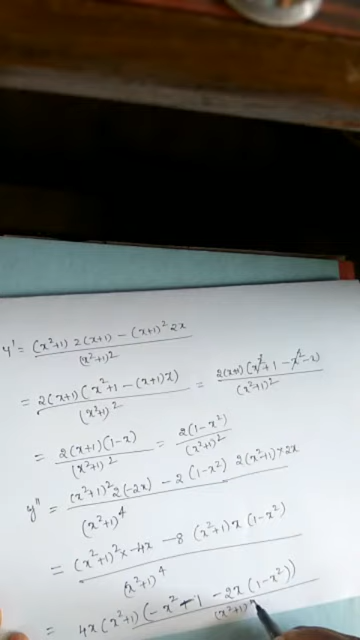 y' = (x²+1) 2(x+1) − (x+1)² 2x / (x²+1)²
= 2(x+1)(x²+1 − (x+1)x) / (x²+1)² = 2(x+1)(x²+1 − x² − x) / (x²+1)²
= 2(x+1)(1−x) / (x²+1)² = 2(1−x²) / (x²+1)²
y'' = (x²+1)² 2(−2x) − 2(1−x²) 2(x²+1)×2x / (x²+1)⁴
= (x²+1)² × −4x − 8(x²+1)x(1−x²) / (x²+1)⁴
= 4x(x²+1)(−x² − 1 − 2x(1−x²)) / (x²+1)